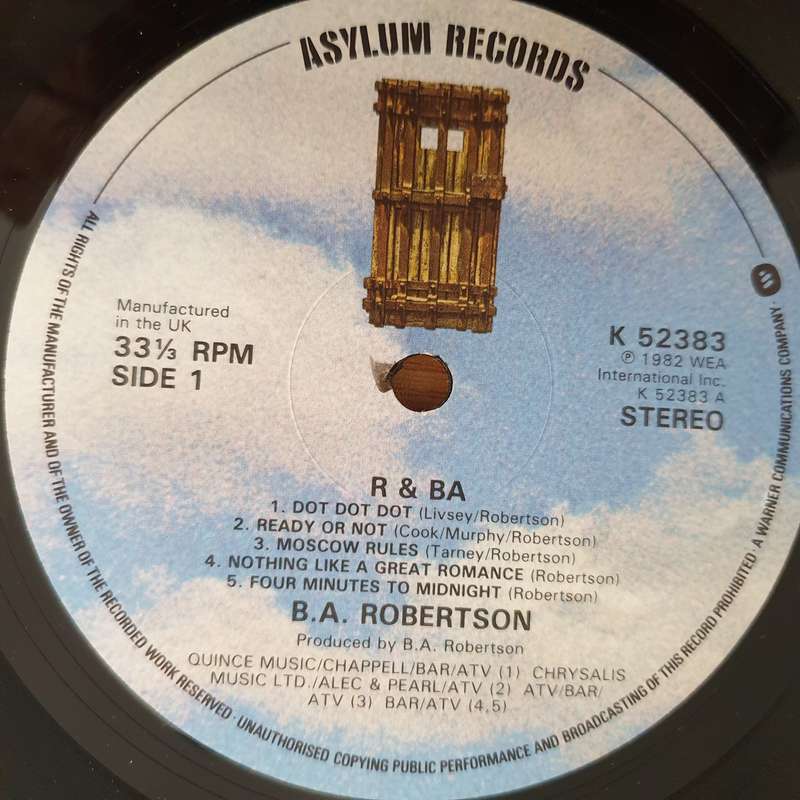 ASYLUM RECORDS
Manufactured
in the UK
33⅓ RPM
SIDE 1
K 52383
℗ 1982 WEA
International Inc.
K 52383 A
STEREO
R & BA
1. DOT DOT DOT (Livsey/Robertson)
2. READY OR NOT (Cook/Murphy/Robertson)
3. MOSCOW RULES (Tarney/Robertson)
4. NOTHING LIKE A GREAT ROMANCE (Robertson)
5. FOUR MINUTES TO MIDNIGHT (Robertson)
B.A. ROBERTSON
Produced by B.A. Robertson
QUINCE MUSIC/CHAPPELL/BAR/ATV (1) CHRYSALIS
MUSIC LTD./ALEC & PEARL/ATV (2) ATV/BAR/
ATV (3) BAR/ATV (4,5)
ALL RIGHTS OF THE MANUFACTURER AND OF THE OWNER OF THE RECORDED WORK RESERVED · UNAUTHORISED COPYING PUBLIC PERFORMANCE AND BROADCASTING OF THIS RECORD PROHIBITED · A WARNER COMMUNICATIONS COMPANY ·